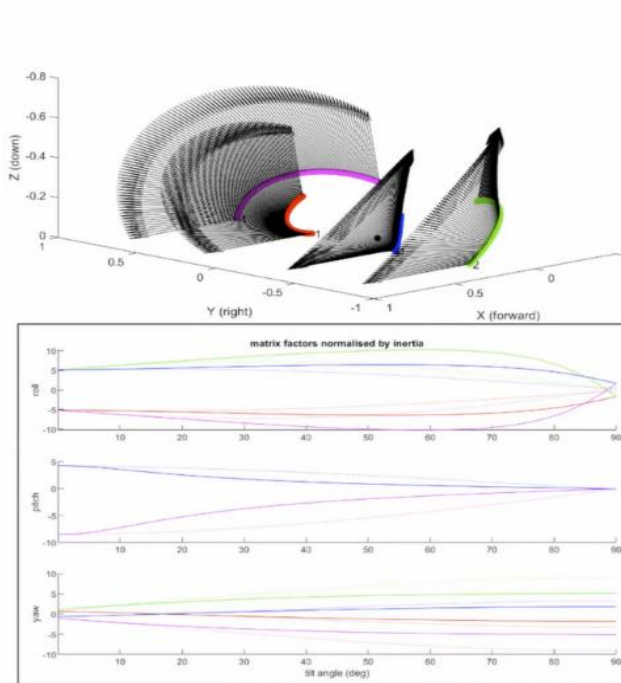 -0.8
-0.6
-0.4
-0.2
0
Z (down)
1
0.5
0
-0.5
-1
Y (right)
1
0.5
0
X (forward)
1
2
matrix factors normalised by inertia
10
5
0
-5
-10
roll
10 20 30 40 50 60 70 80 90
5
0
-5
-10
pitch
10 20 30 40 50 60 70 80 90
10
5
0
-5
-10
yaw
10 20 30 40 50 60 70 80 90
tilt angle (deg)